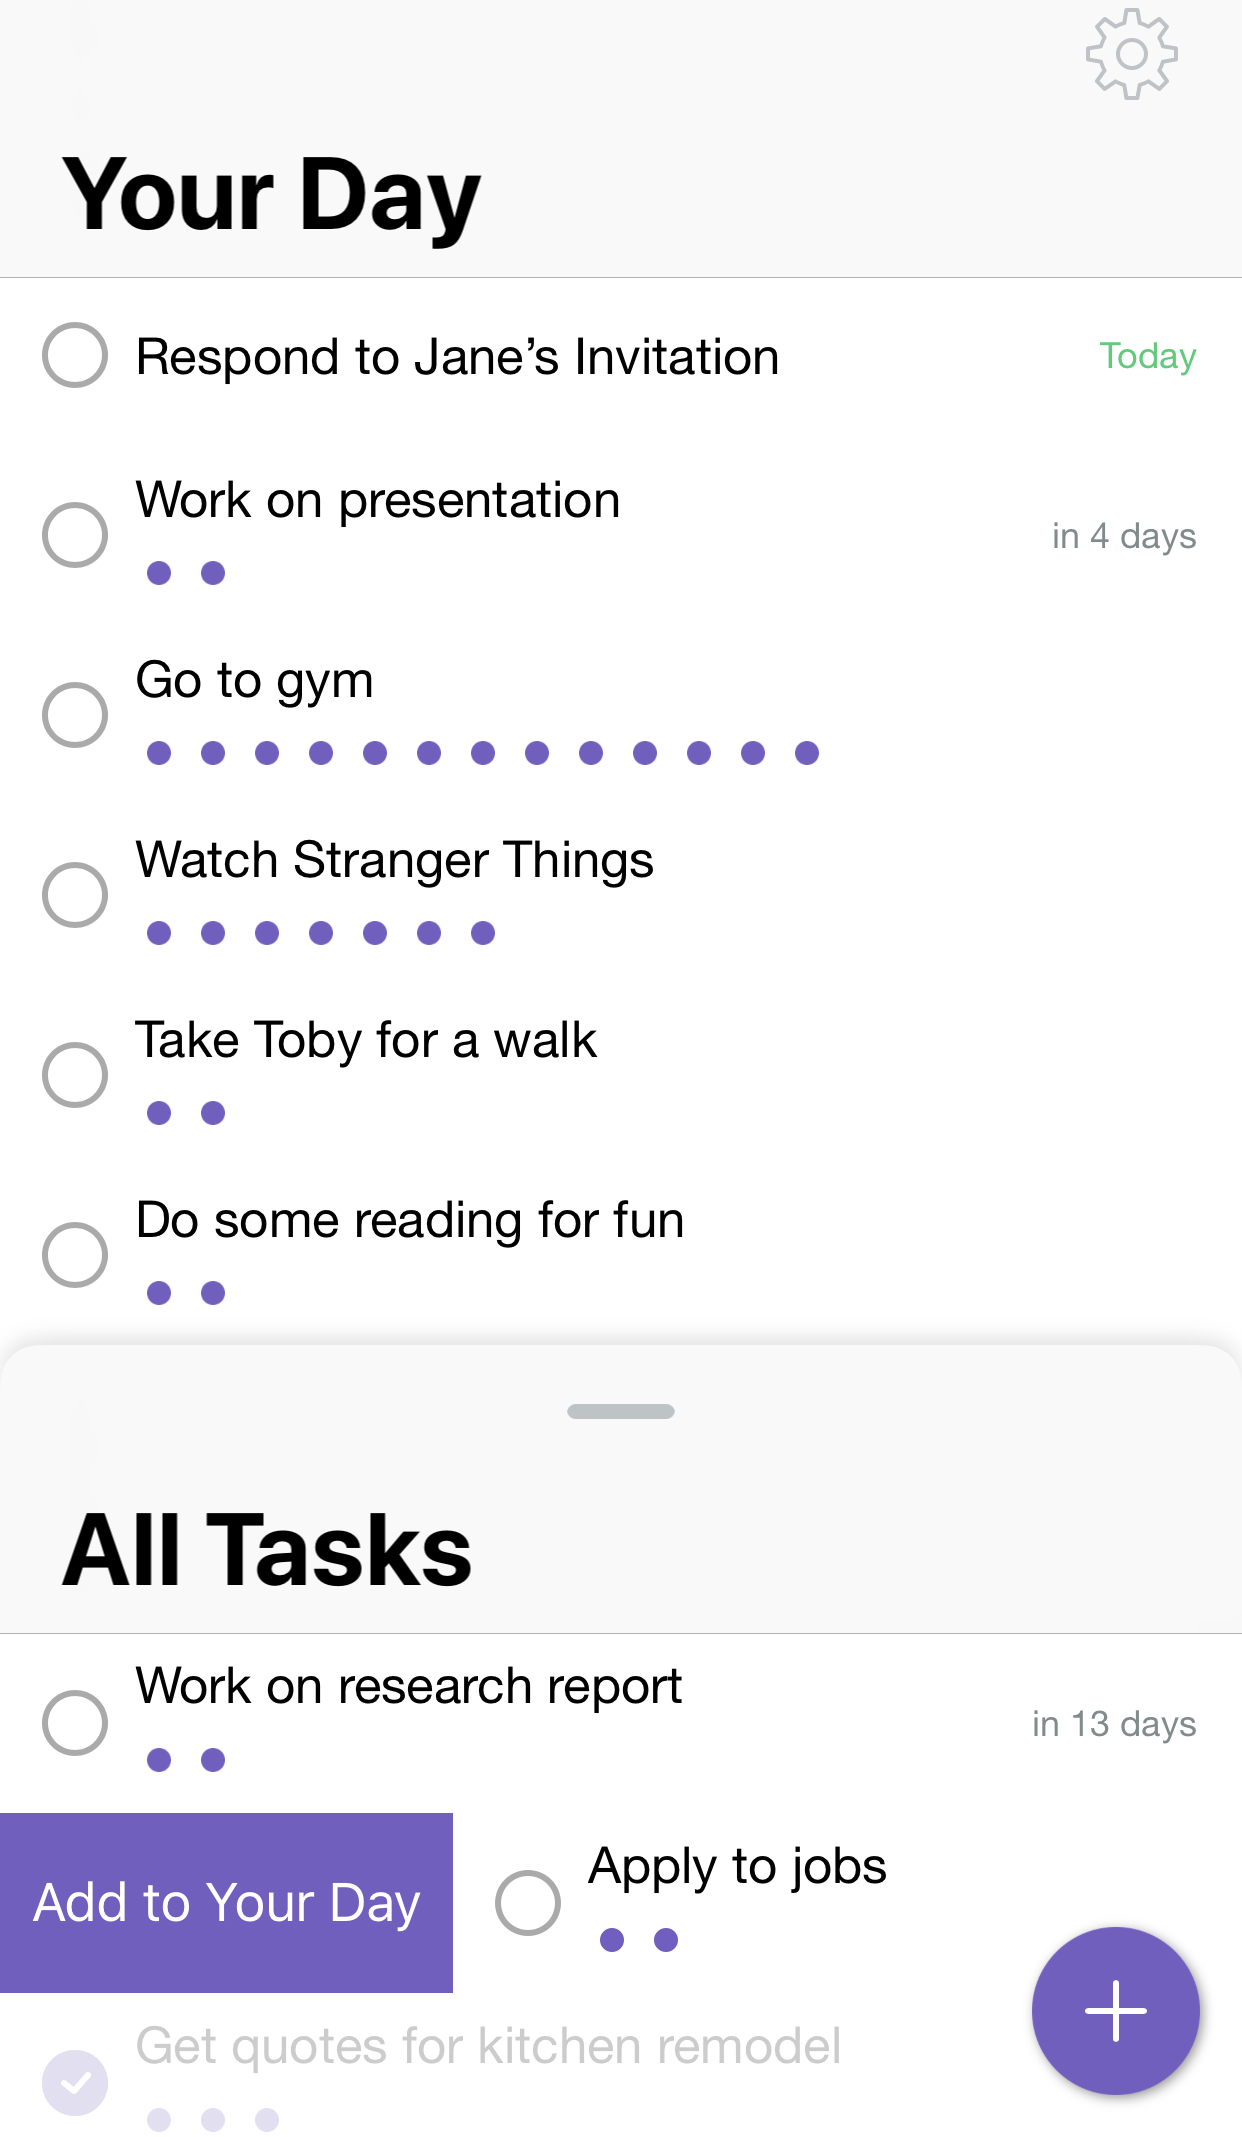 Your Day
Respond to Jane’s Invitation
Today
Work on presentation
in 4 days
Go to gym
Watch Stranger Things
Take Toby for a walk
Do some reading for fun
All Tasks
Work on research report
in 13 days
Add to Your Day
Apply to jobs
Get quotes for kitchen remodel